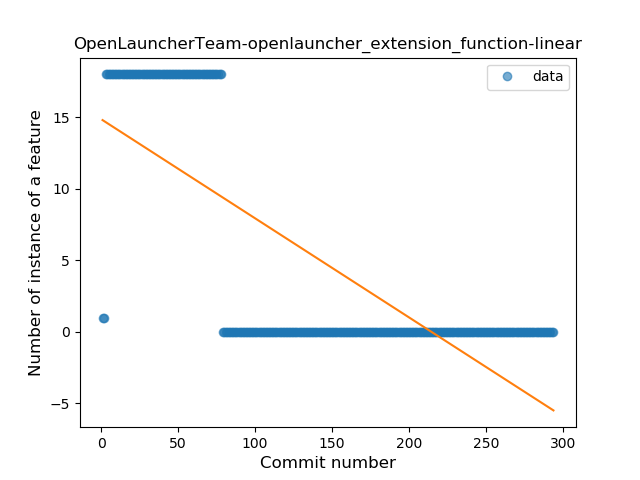 OpenLauncherTeam-openlauncher_extension_function-linear
data
Number of instance of a feature
15
10
5
0
−5
0 50 100 150 200 250 300
Commit number